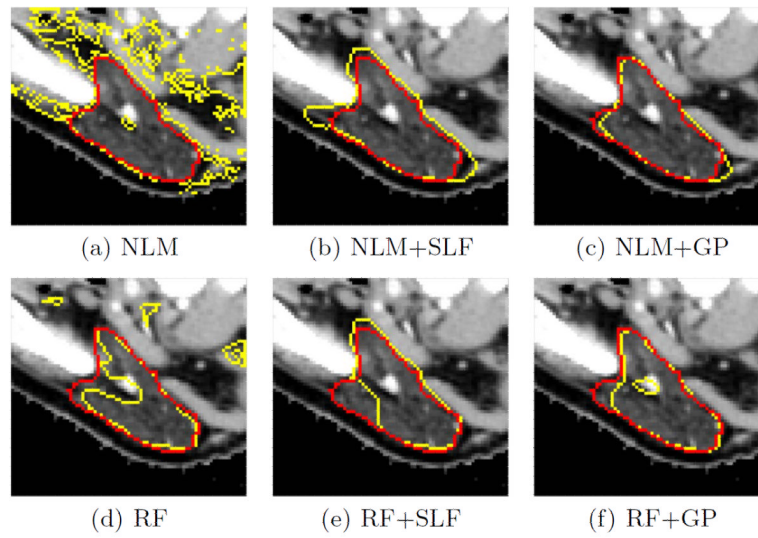 (a) NLM
(b) NLM+SLF
(c) NLM+GP
(d) RF
(e) RF+SLF
(f) RF+GP